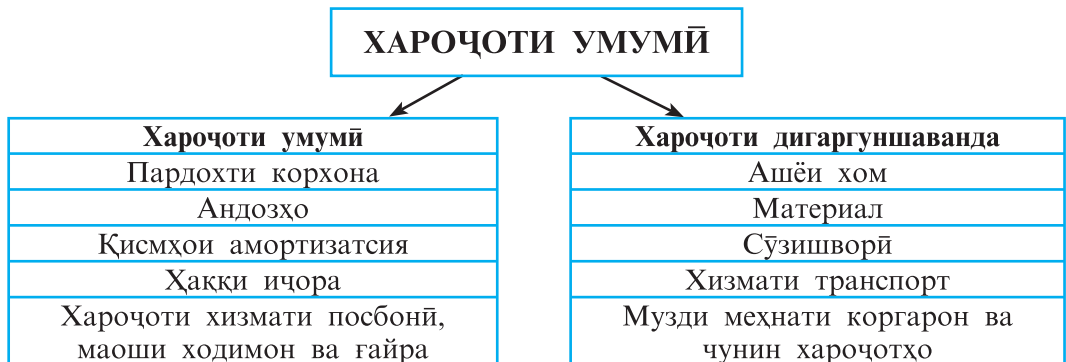 ХАРОҶОТИ УМУМӢ
Хароҷоти умумӣ
Пардохти корхона
Андозҳо
Қисмҳои амортизатсия
Ҳаққи иҷора
Хароҷоти хизмати посбонӣ,
маоши ходимон ва ғайра
Хароҷоти дигаргуншаванда
Ашёи хом
Материал
Сӯзишворӣ
Хизмати транспорт
Музди меҳнати коргарон ва
чунин хароҷотҳо